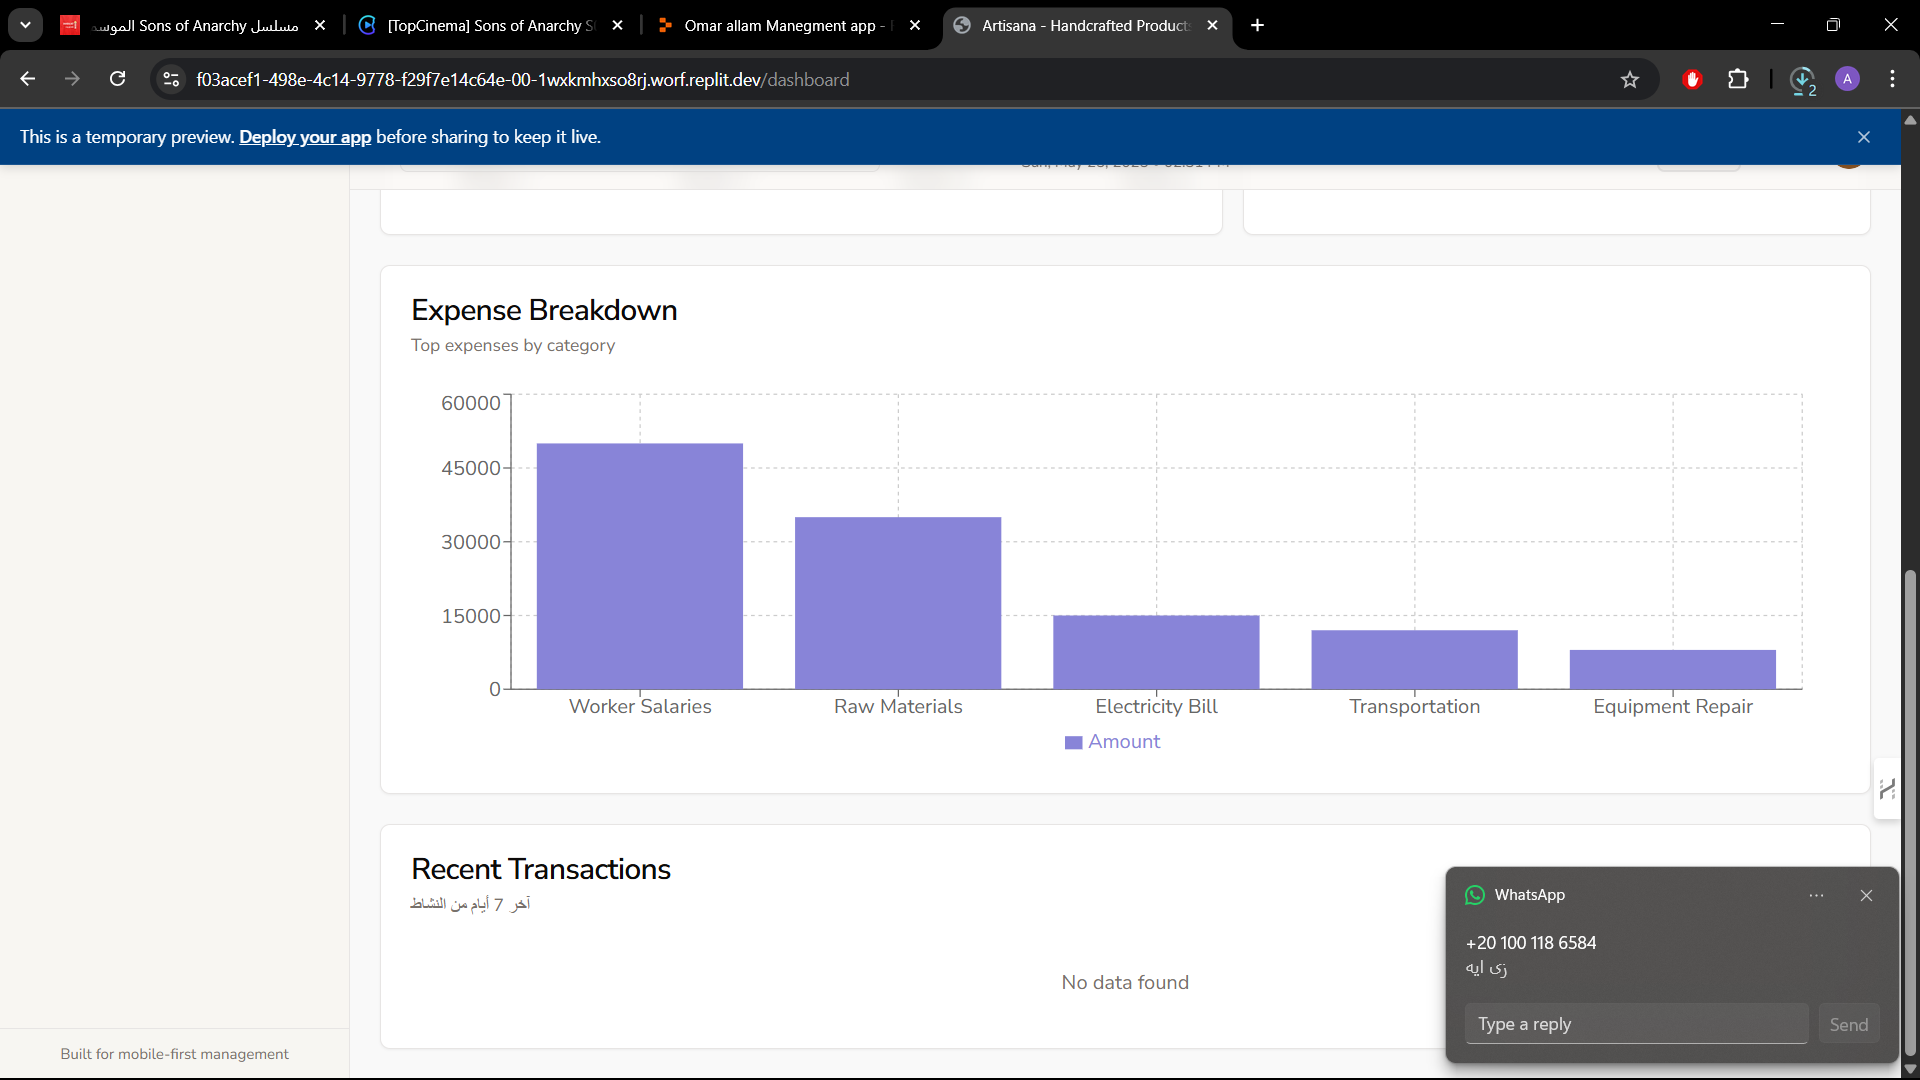 مسلسل Sons of Anarchy الموسم
[TopCinema] Sons of Anarchy S
Omar allam Manegment app -
Artisana - Handcrafted Product
f03acef1-498e-4c14-9778-f29f7e14c64e-00-1wxkmhxso8rj.worf.replit.dev/dashboard
2
A
This is a temporary preview. Deploy your app before sharing to keep it live.
Expense Breakdown
Top expenses by category
60000
45000
30000
15000
0
Worker Salaries
Raw Materials
Electricity Bill
Transportation
Equipment Repair
Amount
Recent Transactions
آخر 7 أيام من النشاط
No data found
WhatsApp
+20 100 118 6584
زى ايه
Type a reply
Send
Built for mobile-first management